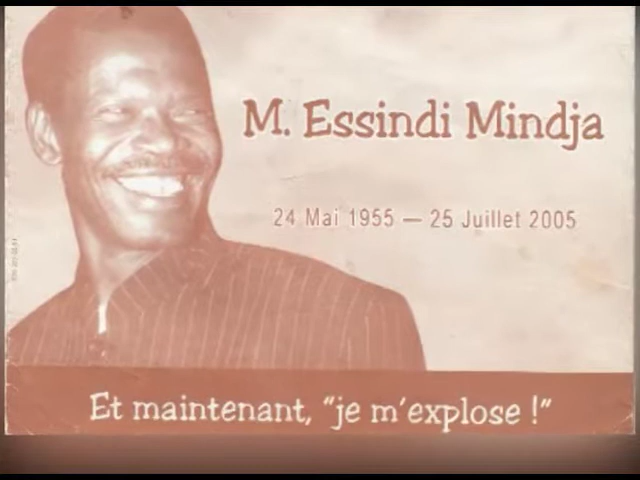 M. Essindi Mindja
24 Mai 1955 — 25 Juillet 2005
Et maintenant, "je m'explose !"